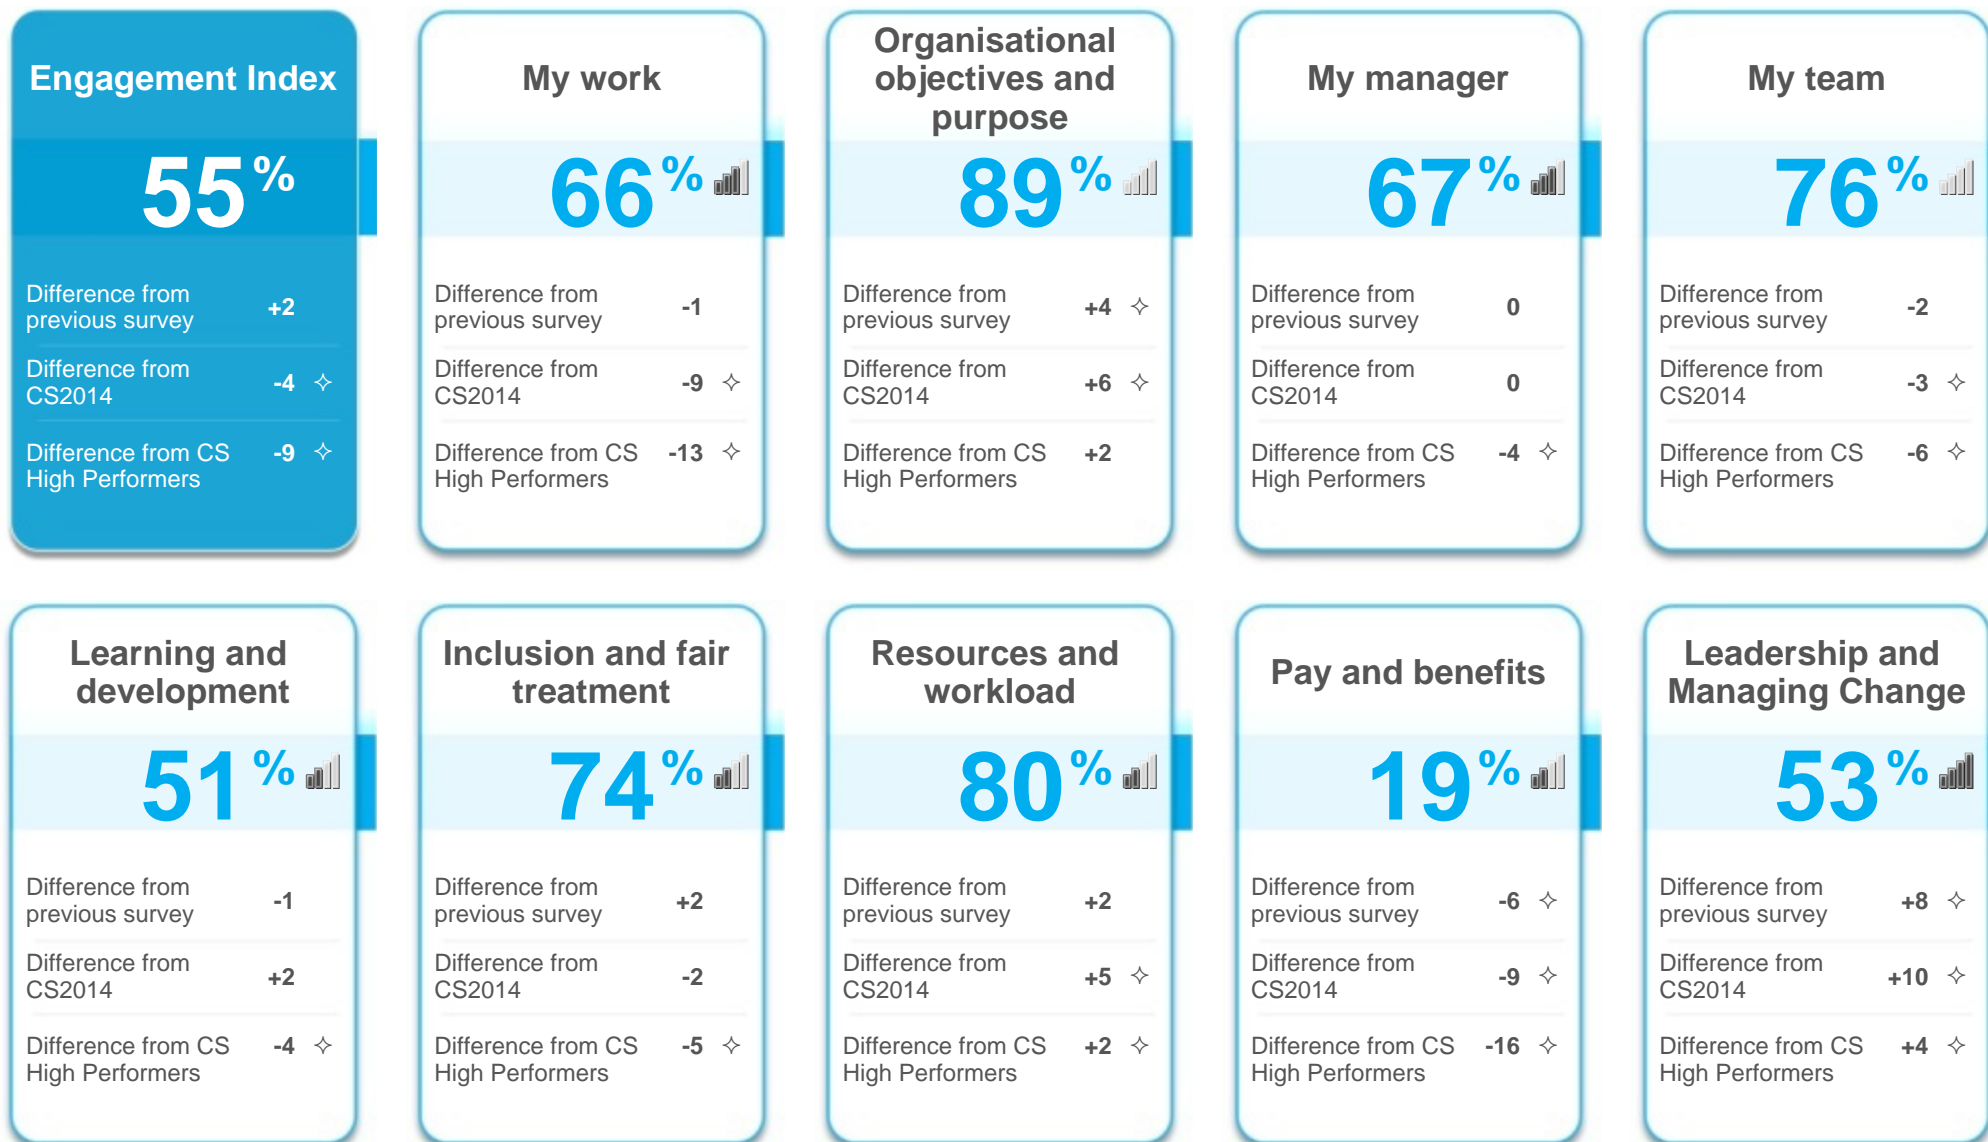 Engagement Index
55%
Difference from
previous survey
+2
Difference from
CS2014
-4 ✧
Difference from CS
High Performers
-9 ✧
My work
66%
Difference from
previous survey
-1
Difference from
CS2014
-9 ✧
Difference from CS
High Performers
-13 ✧
Organisational
objectives and
purpose
89%
Difference from
previous survey
+4 ✧
Difference from
CS2014
+6 ✧
Difference from CS
High Performers
+2
My manager
67%
Difference from
previous survey
0
Difference from
CS2014
0
Difference from CS
High Performers
-4 ✧
My team
76%
Difference from
previous survey
-2
Difference from
CS2014
-3 ✧
Difference from CS
High Performers
-6 ✧
Learning and
development
51%
Difference from
previous survey
-1
Difference from
CS2014
+2
Difference from CS
High Performers
-4 ✧
Inclusion and fair
treatment
74%
Difference from
previous survey
+2
Difference from
CS2014
-2
Difference from CS
High Performers
-5 ✧
Resources and
workload
80%
Difference from
previous survey
+2
Difference from
CS2014
+5 ✧
Difference from CS
High Performers
+2 ✧
Pay and benefits
19%
Difference from
previous survey
-6 ✧
Difference from
CS2014
-9 ✧
Difference from CS
High Performers
-16 ✧
Leadership and
Managing Change
53%
Difference from
previous survey
+8 ✧
Difference from
CS2014
+10 ✧
Difference from CS
High Performers
+4 ✧